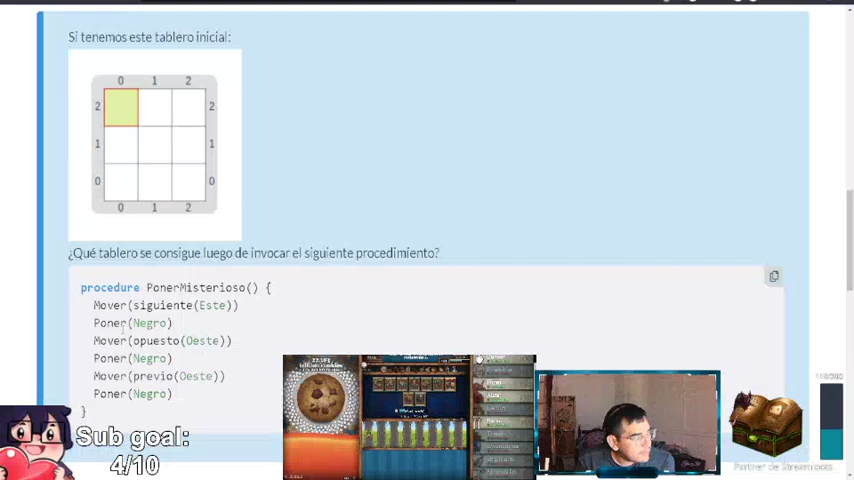 Si tenemos este tablero inicial:
0 1 2
2 2
1 1
0 0
0 1 2
¿Qué tablero se consigue luego de invocar el siguiente procedimiento?
procedure PonerMisterioso() {
Mover(siguiente(Este))
Poner(Negro)
Mover(opuesto(Oeste))
Poner(Negro)
Mover(previo(Oeste))
Poner(Negro)
}
Sub goal:
4/10